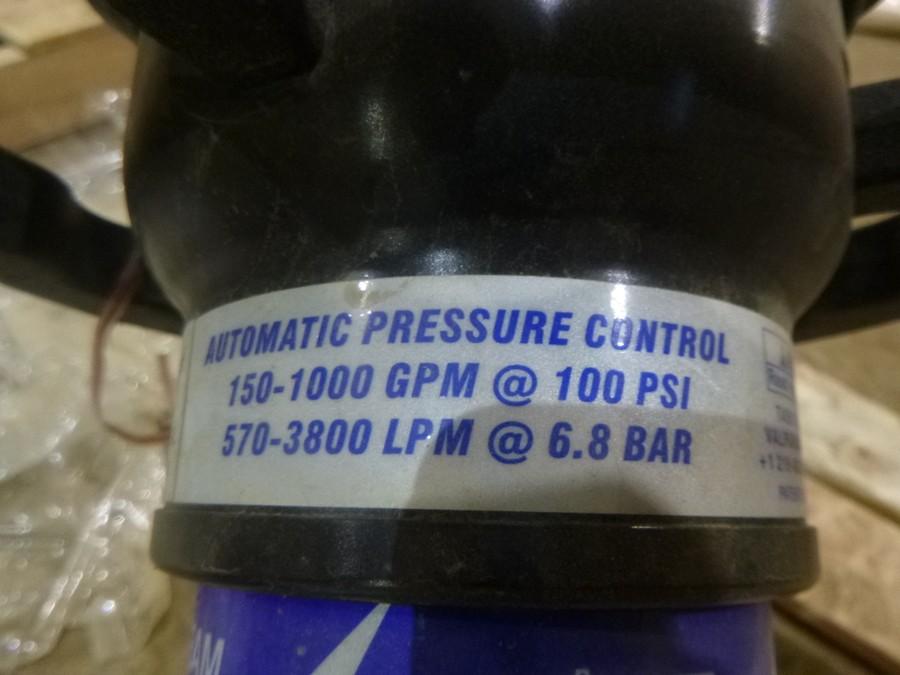 AUTOMATIC PRESSURE CONTROL
150-1000 GPM @ 100 PSI
570-3800 LPM @ 6.8 BAR